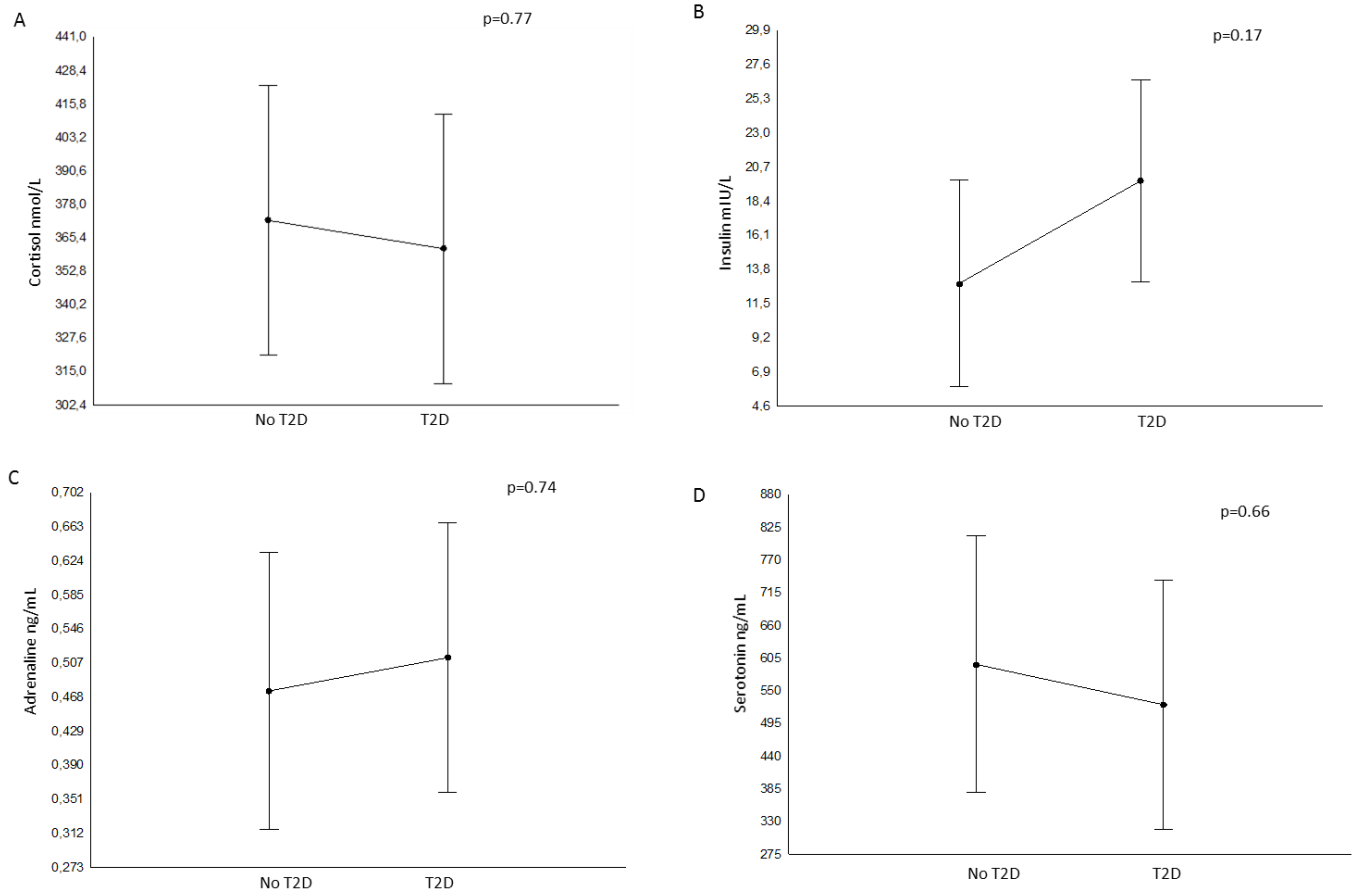 A
p=0.77
441,0
428,4
415,8
403,2
390,6
378,0
365,4
352,8
340,2
327,6
315,0
302,4
Cortisol nmol/L
No T2D
T2D
B
p=0.17
29,9
27,6
25,3
23,0
20,7
18,4
16,1
13,8
11,5
9,2
6,9
4.6
Insulin mIU/L
No T2D
T2D
C
p=0.74
0,702
0,663
0,624
0,585
0,546
0,507
0,468
0,429
0,390
0,351
0,312
0,273
Adrenaline ng/mL
No T2D
T2D
D
p=0.66
880
825
770
715
660
605
550
495
440
385
330
275
Serotonin ng/mL
No T2D
T2D